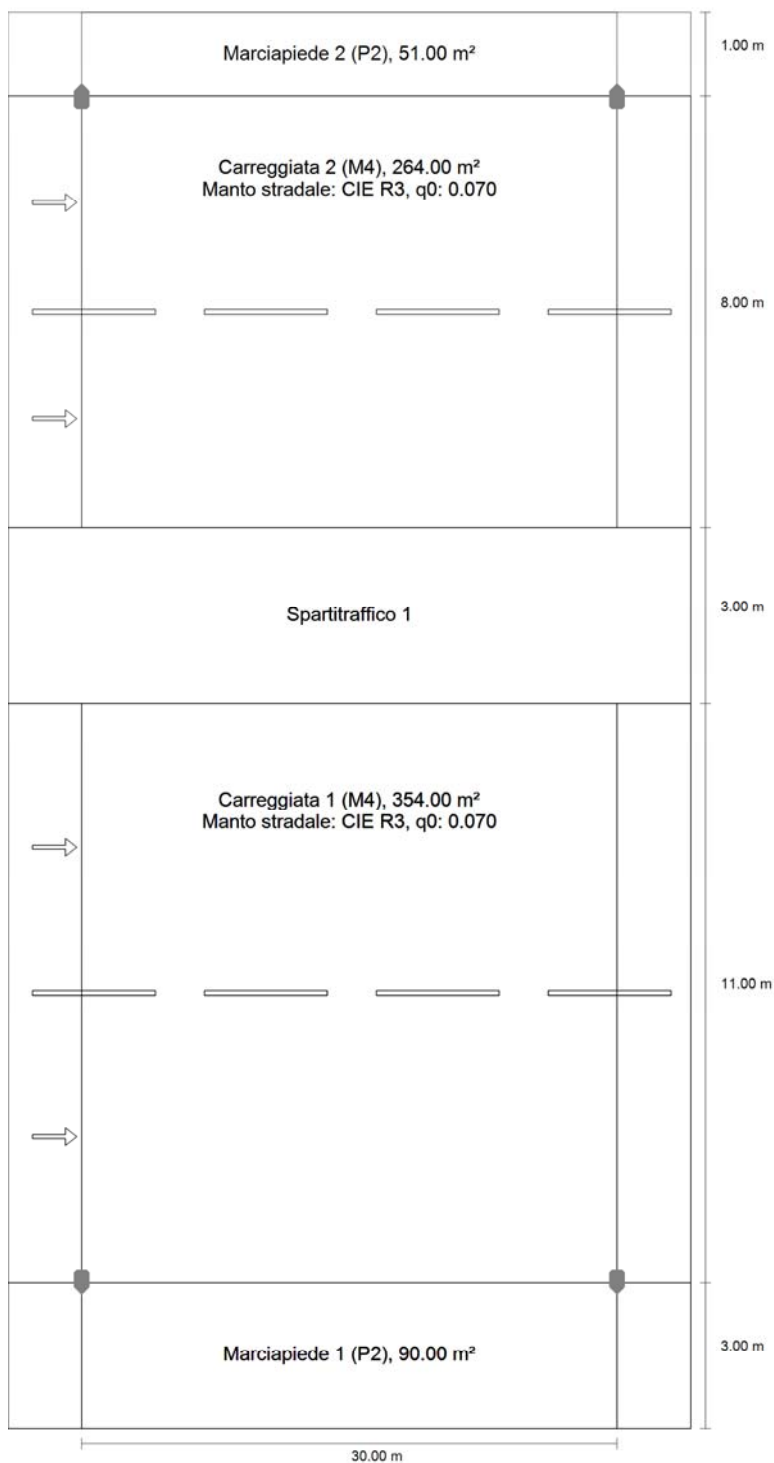 Marciapiede 2 (P2), 51.00 m²
1.00 m
Carreggiata 2 (M4), 264.00 m²
Manto stradale: CIE R3, q0: 0.070
8.00 m
Spartitraffico 1
3.00 m
Carreggiata 1 (M4), 354.00 m²
Manto stradale: CIE R3, q0: 0.070
11.00 m
Marciapiede 1 (P2), 90.00 m²
3.00 m
30.00 m